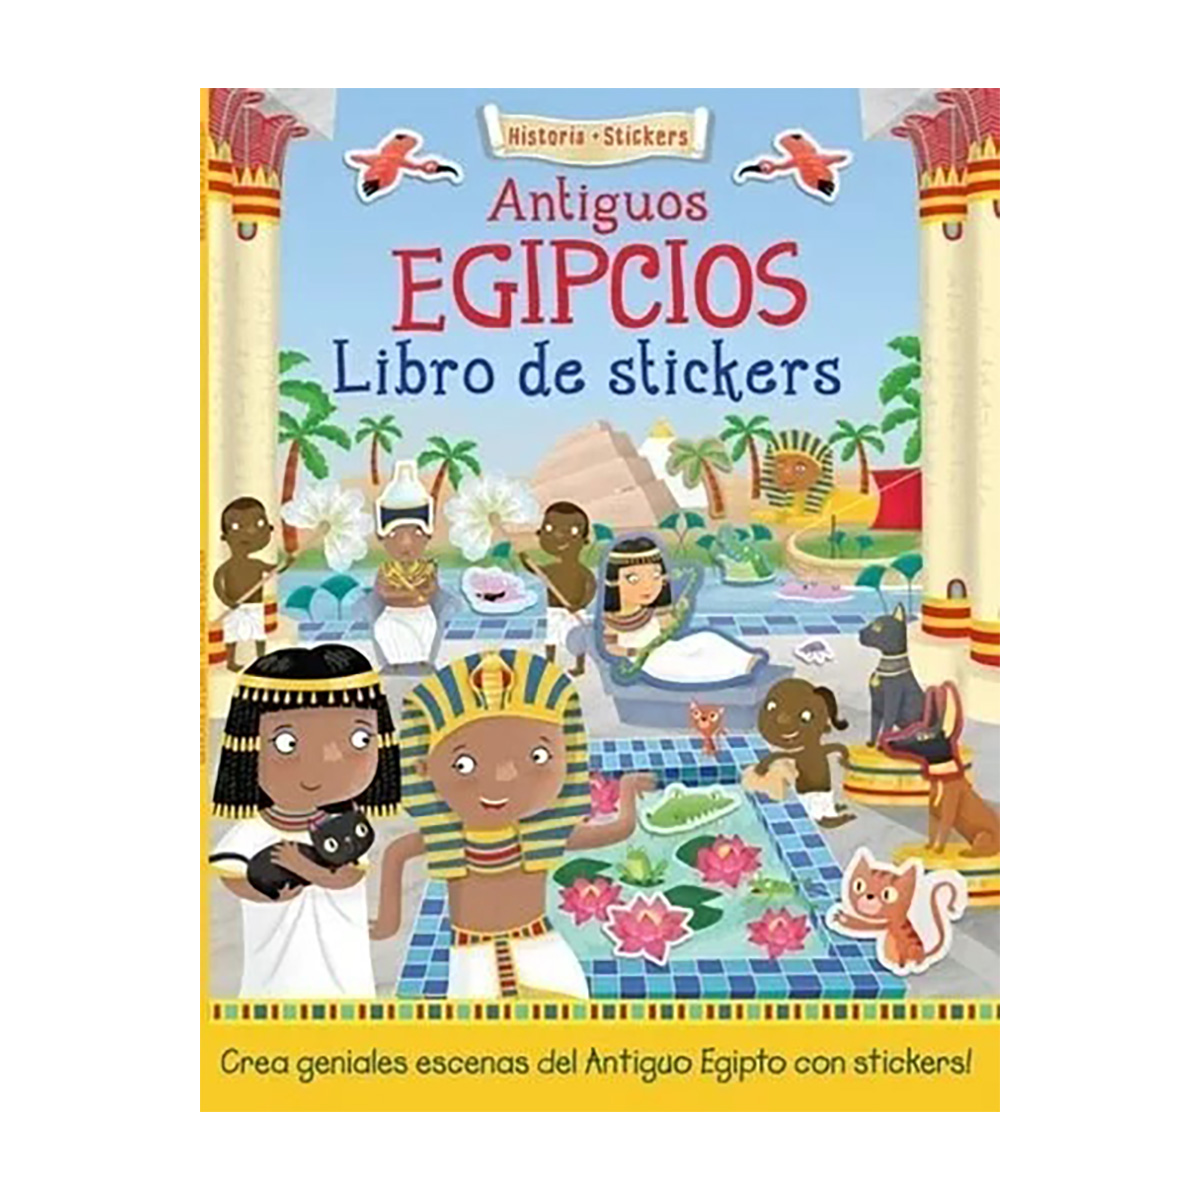 Historia + Stickers
Antiguos
EGIPCIOS
Libro de stickers
Crea geniales escenas del Antiguo Egipto con stickers!